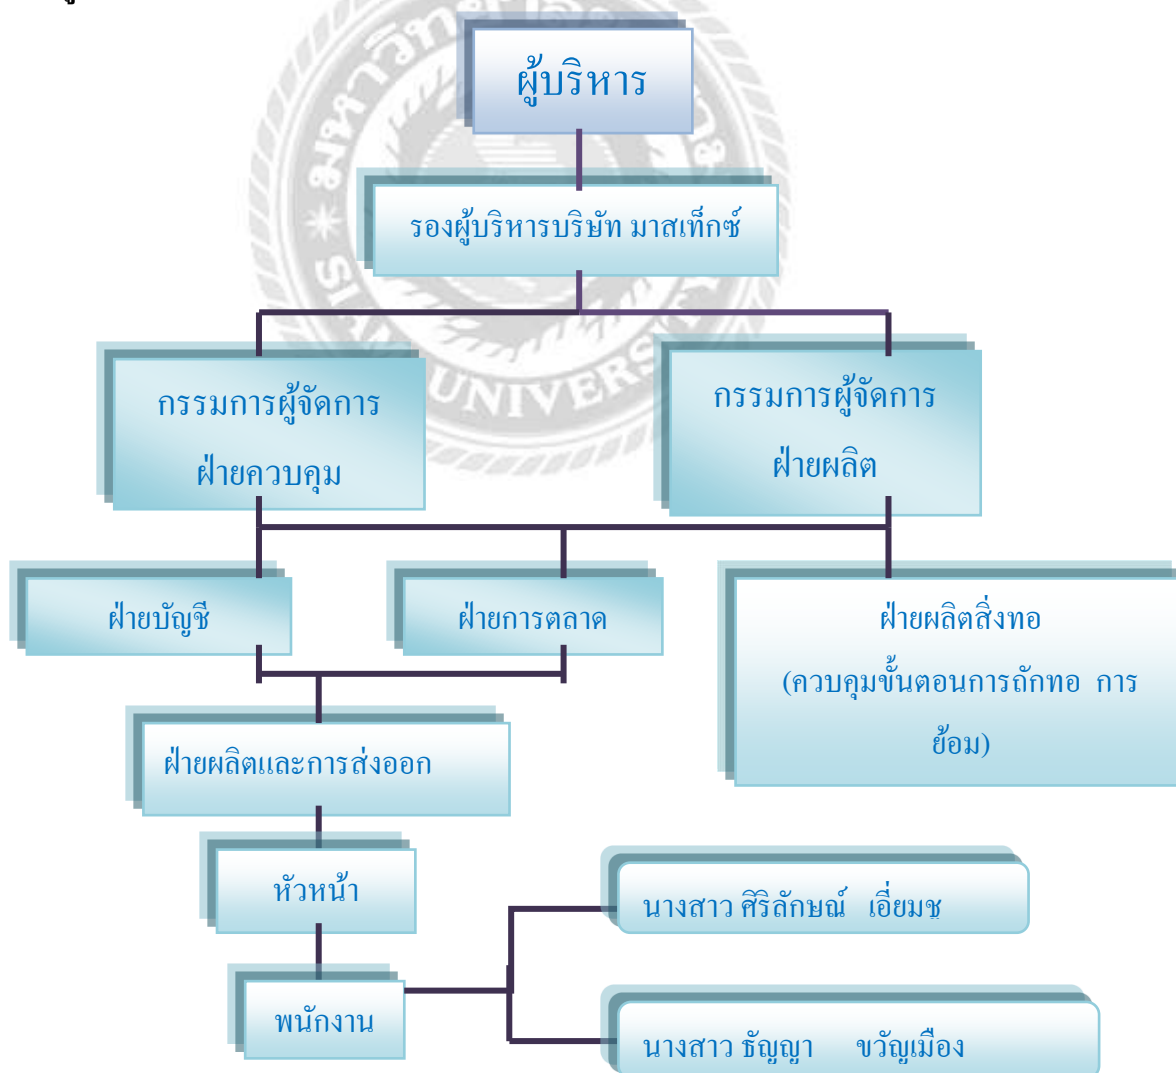 ผู้บริหาร
รองผู้บริหารบริษัท มาสเท็กซ์
กรรมการผู้จัดการ
ฝ่ายควบคุม
กรรมการผู้จัดการ
ฝ่ายผลิต
ฝ่ายบัญชี
ฝ่ายการตลาด
ฝ่ายผลิตสิ่งทอ
(ควบคุมขั้นตอนการถักทอ การ
ย้อม)
ฝ่ายผลิตและการส่งออก
หัวหน้า
พนักงาน
นางสาว ศิริลักษณ์ เอี่ยมชุ
นางสาว ธัญญา ขวัญเมือง